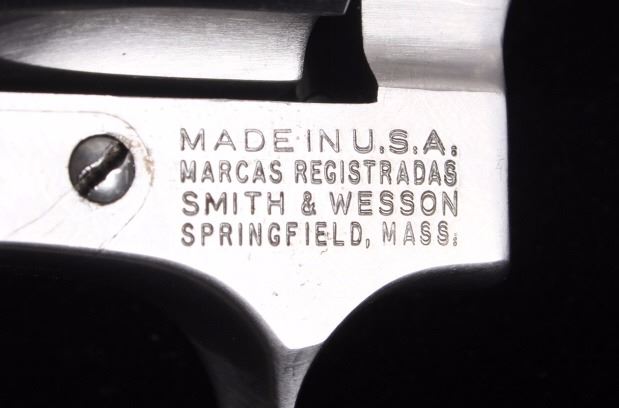 MADE IN U.S.A.
MARCAS REGISTRADAS
SMITH & WESSON
SPRINGFIELD, MASS.